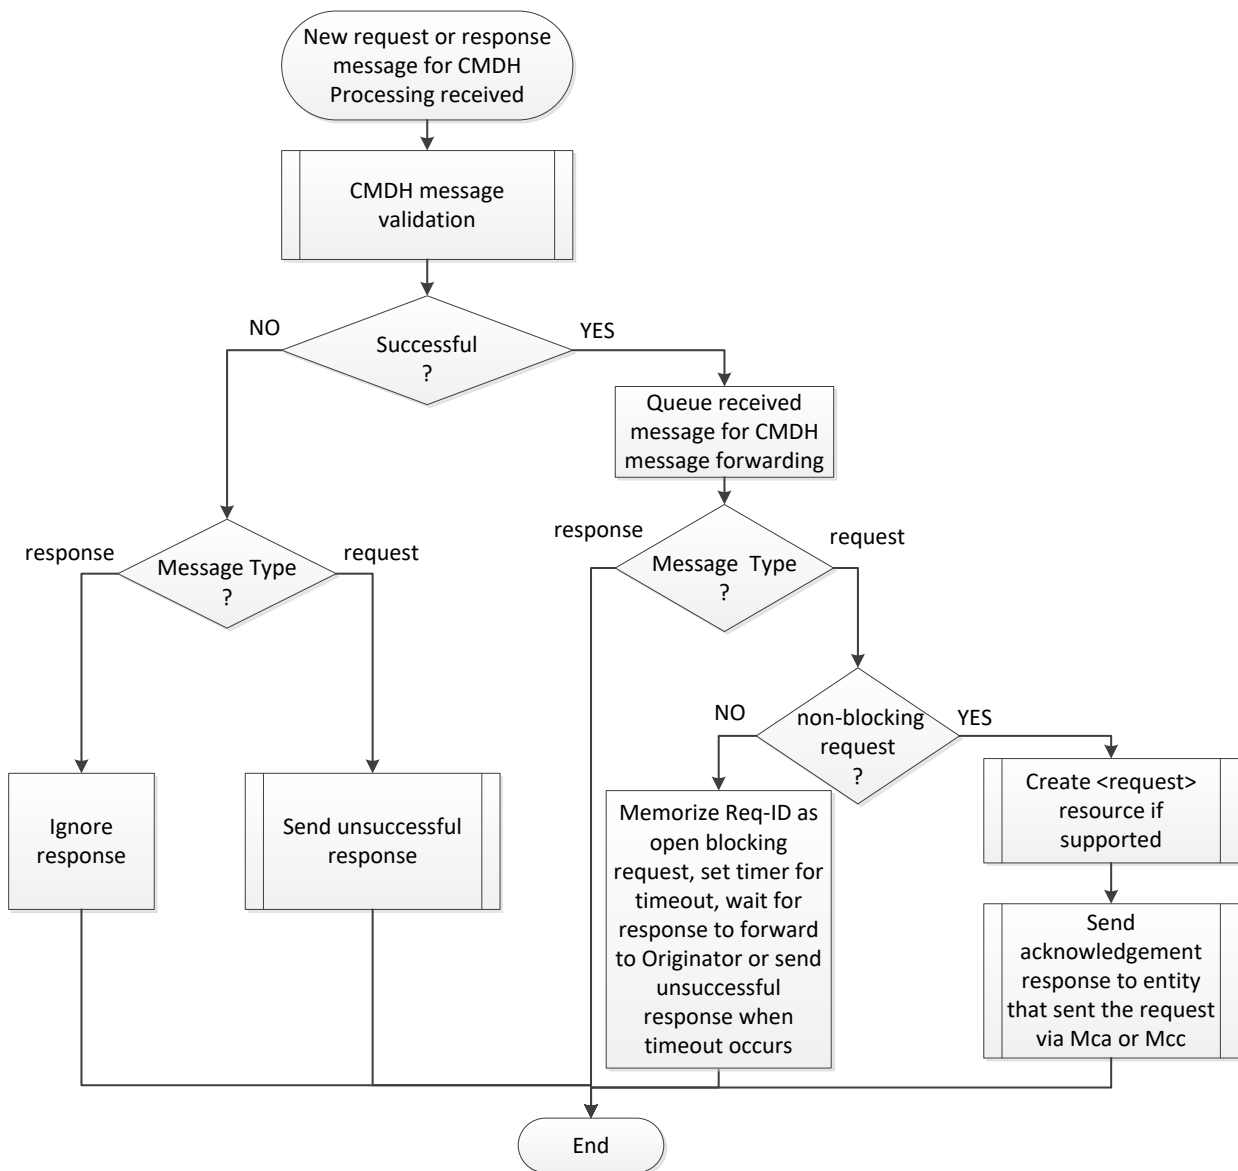 New request or response
message for CMDH
Processing received
CMDH message
validation
NO
YES
Successful
?
Queue received
message for CMDH
message forwarding
response
request
Message Type
?
response
request
Message  Type
?
NO
YES
non-blocking
request
?
Ignore
response
Send unsuccessful
response
Memorize Req-ID as
open blocking
request, set timer for
timeout, wait for
response to forward
to Originator or send
unsuccessful
response when
timeout occurs
Create <request>
resource if
supported
Send
acknowledgement
response to entity
that sent the request
via Mca or Mcc
End